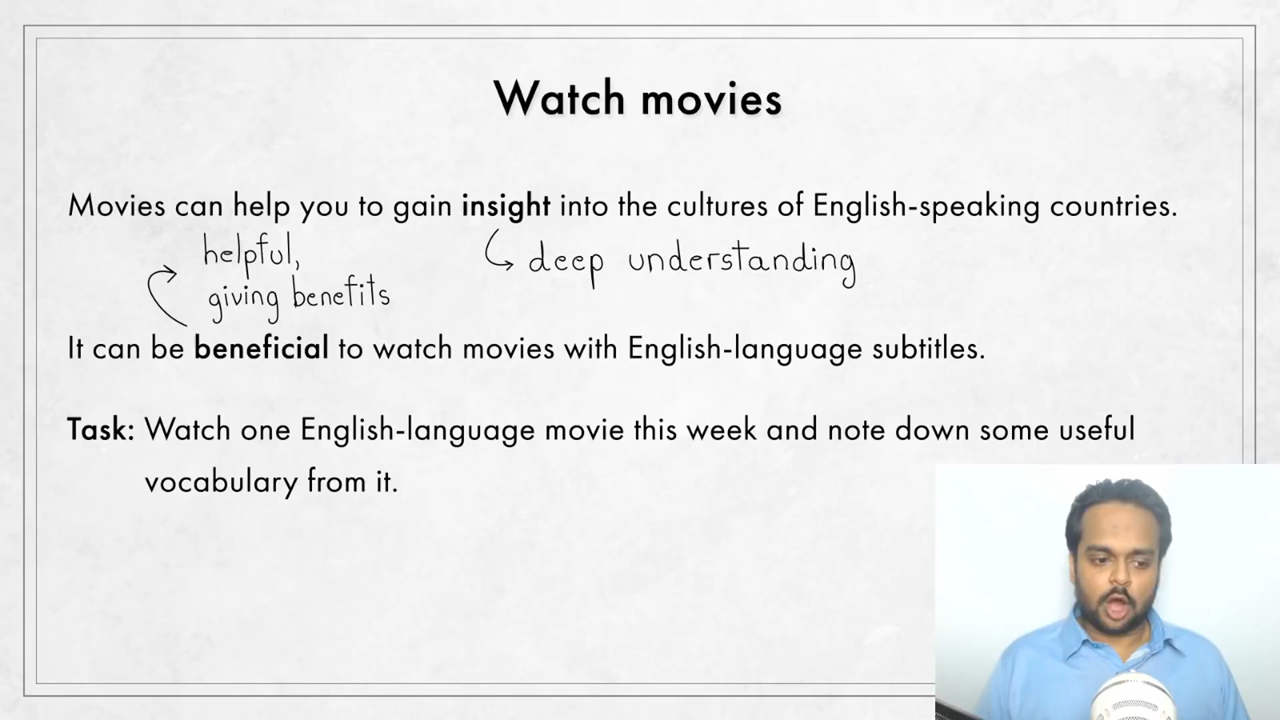 Watch movies
Movies can help you to gain insight into the cultures of English-speaking countries.
helpful,
giving benefits
deep understanding
It can be beneficial to watch movies with English-language subtitles.
Task: Watch one English-language movie this week and note down some useful
vocabulary from it.